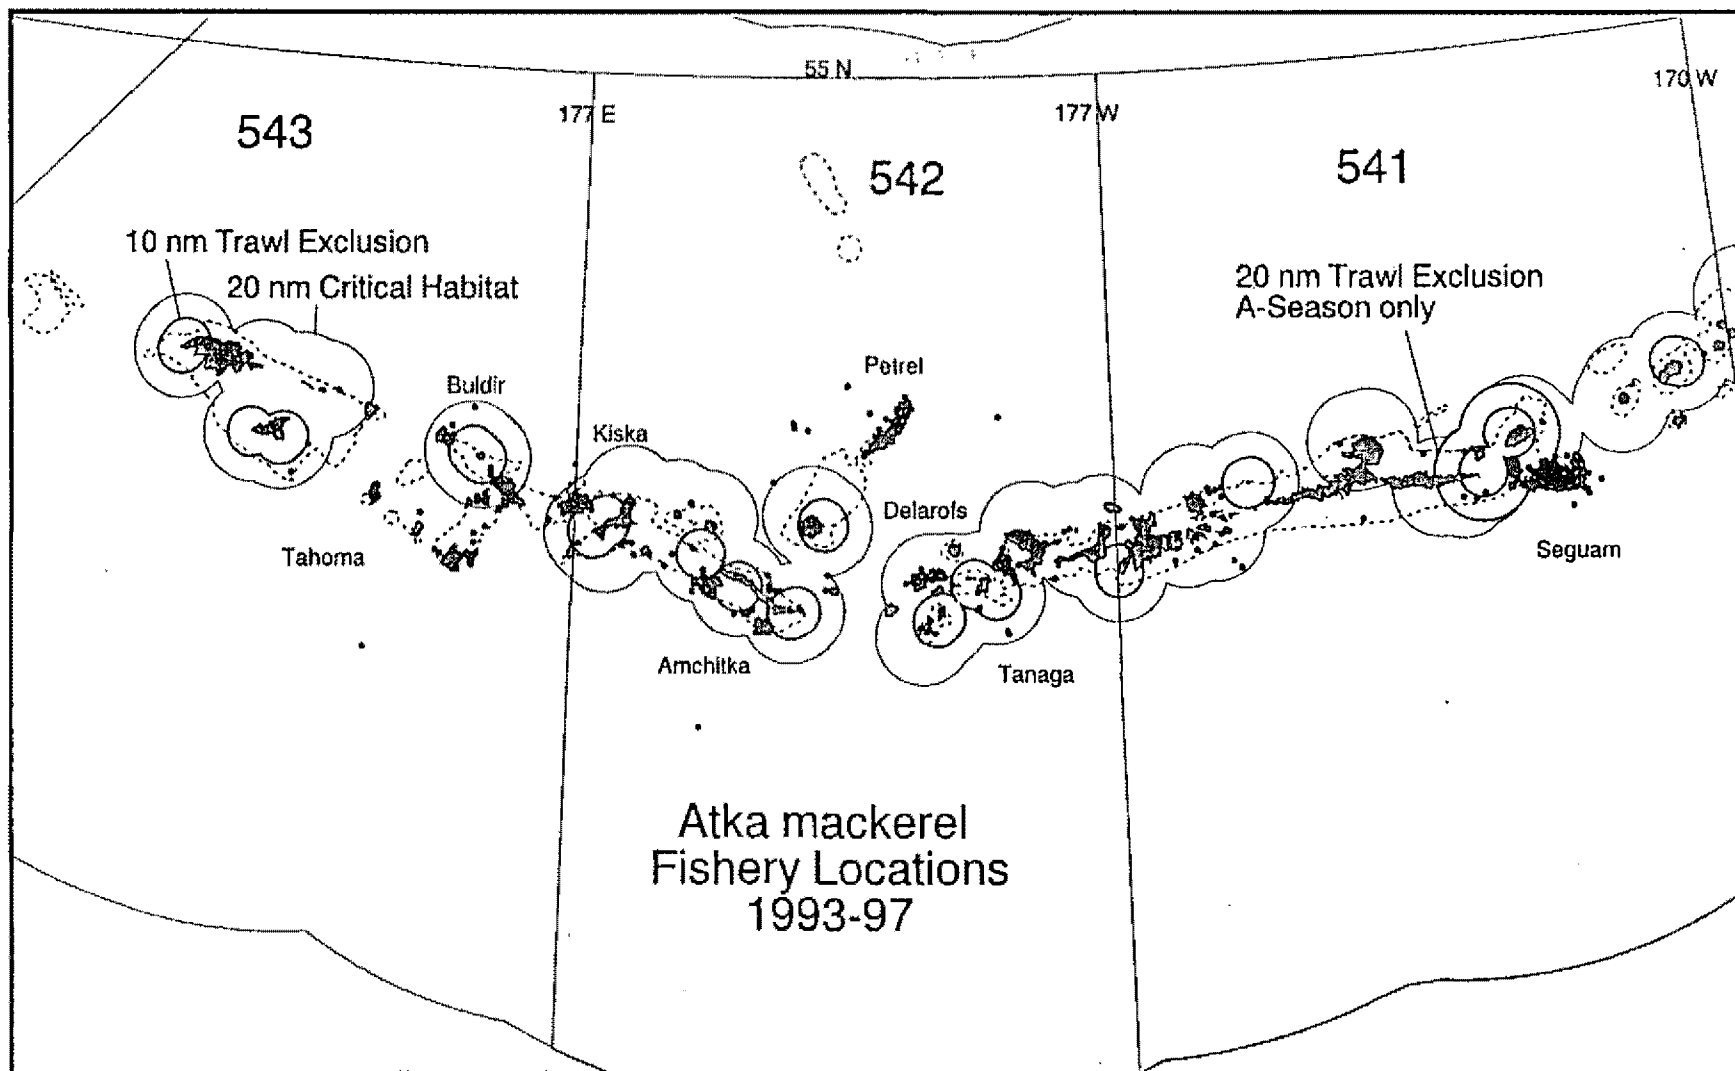 55 N
170 W
177 E
177 W
543
542
541
10 nm Trawl Exclusion
20 nm Critical Habitat
20 nm Trawl Exclusion
A-Season only
Petrel
Buldir
Kiska
Delarofs
Tahoma
Seguam
Amchitka
Tanaga
Atka mackerel
Fishery Locations
1993-97